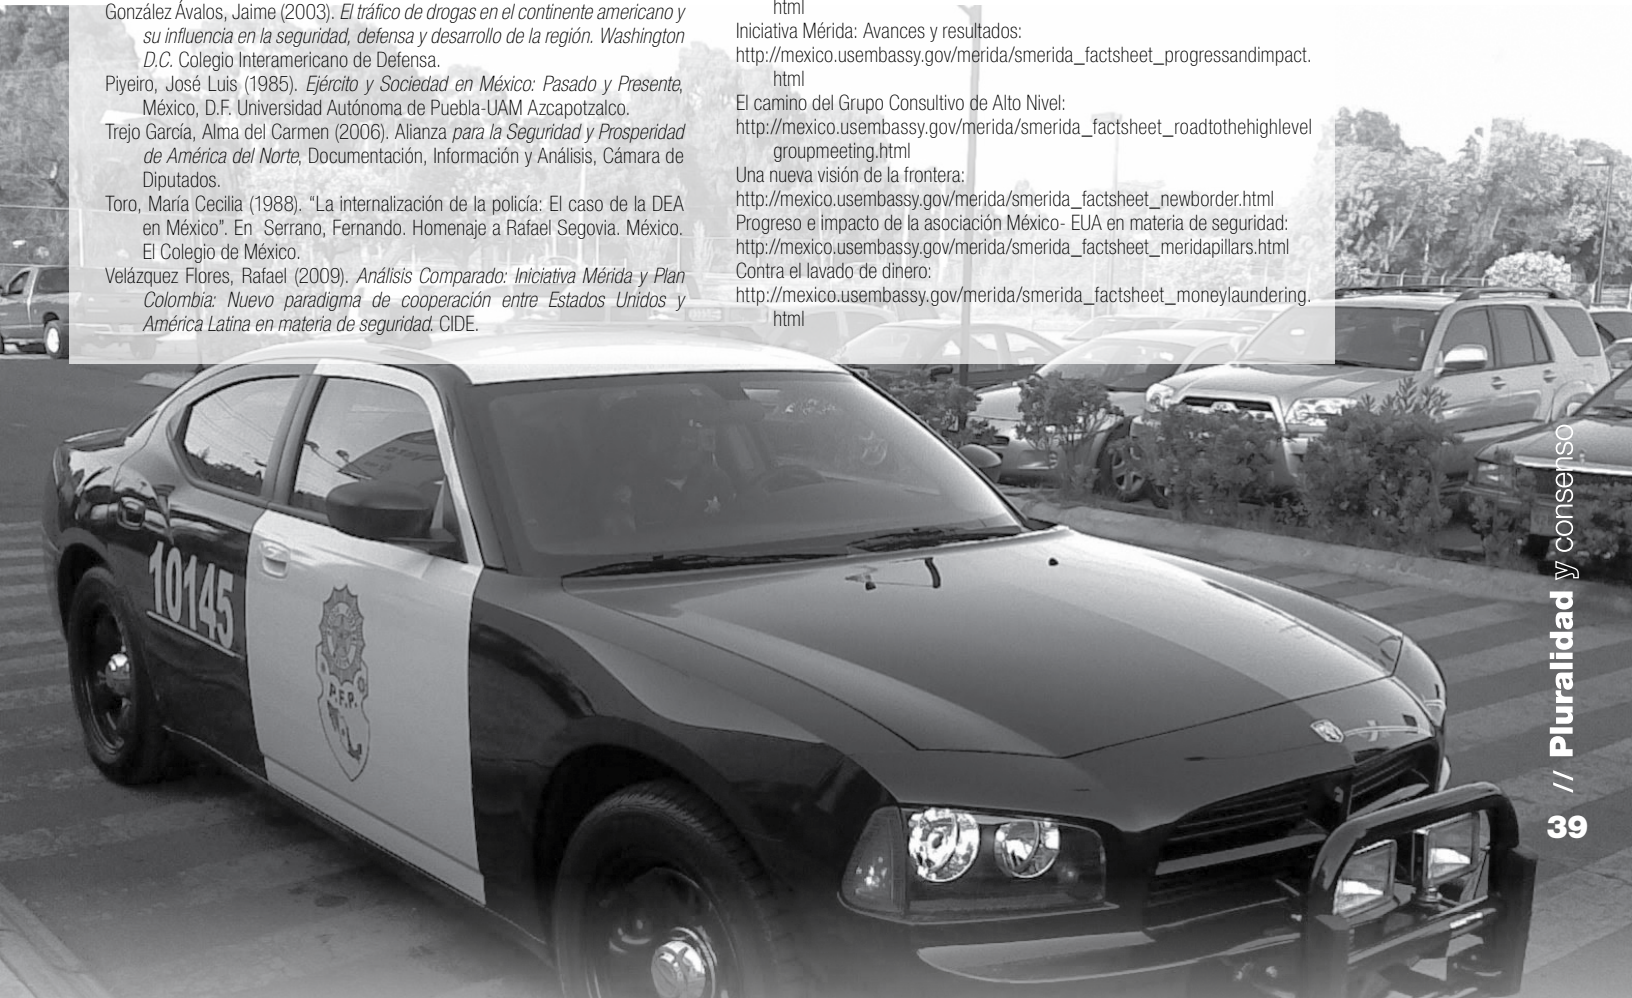 González Ávalos, Jaime (2003). El tráfico de drogas en el continente americano y
su influencia en la seguridad, defensa y desarrollo de la región. Washington
D.C. Colegio Interamericano de Defensa.
Piyeiro, José Luis (1985). Ejército y Sociedad en México: Pasado y Presente,
México, D.F. Universidad Autónoma de Puebla-UAM Azcapotzalco.
Trejo García, Alma del Carmen (2006). Alianza para la Seguridad y Prosperidad
de América del Norte, Documentación, Información y Análisis, Cámara de
Diputados.
Toro, María Cecilia (1988). “La internalización de la policía: El caso de la DEA
en México”. En Serrano, Fernando. Homenaje a Rafael Segovia. México.
El Colegio de México.
Velázquez Flores, Rafael (2009). Análisis Comparado: Iniciativa Mérida y Plan
Colombia: Nuevo paradigma de cooperación entre Estados Unidos y
América Latina en materia de seguridad. CIDE.
html
Iniciativa Mérida: Avances y resultados:
http://mexico.usembassy.gov/merida/smerida_factsheet_progressandimpact.
html
El camino del Grupo Consultivo de Alto Nivel:
http://mexico.usembassy.gov/merida/smerida_factsheet_roadtothehighlevel
groupmeeting.html
Una nueva visión de la frontera:
http://mexico.usembassy.gov/merida/smerida_factsheet_newborder.html
Progreso e impacto de la asociación México- EUA en materia de seguridad:
http://mexico.usembassy.gov/merida/smerida_factsheet_meridapillars.html
Contra el lavado de dinero:
http://mexico.usembassy.gov/merida/smerida_factsheet_moneylaundering.
html
10145
P.F.P.
// Pluralidad y consenso
39